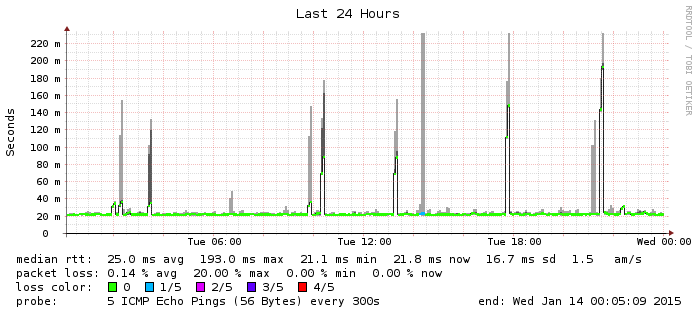 Last 24 Hours
RRDTOOL / TOBI OETIKER
Seconds
220 m
200 m
180 m
160 m
140 m
120 m
100 m
80 m
60 m
40 m
20 m
0
Tue 06:00 Tue 12:00 Tue 18:00 Wed 00:00
median rtt: 25.0 ms avg 193.0 ms max 21.1 ms min 21.8 ms now 16.7 ms sd 1.5 am/s
packet loss: 0.14 % avg 20.00 % max 0.00 % min 0.00 % now
loss color: 0 1/5 2/5 3/5 4/5
probe: 5 ICMP Echo Pings (56 Bytes) every 300s end: Wed Jan 14 00:05:09 2015